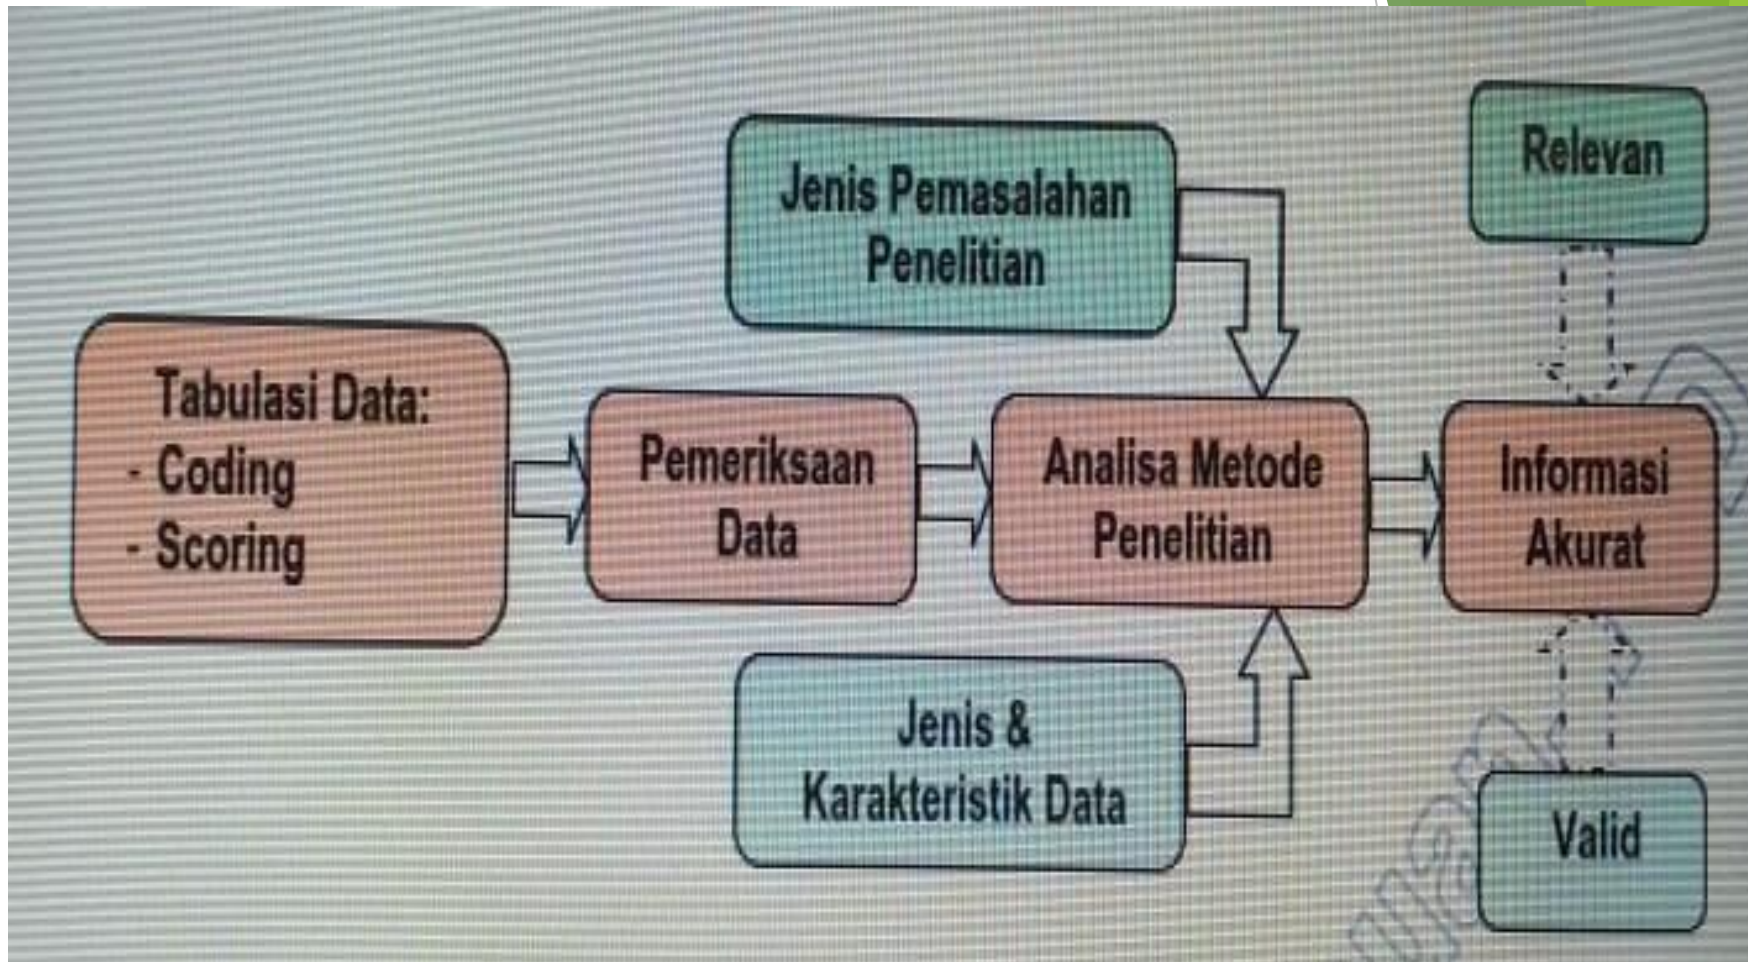 Jenis Pemasalahan
Penelitian
Relevan
Tabulasi Data:
- Coding
- Scoring
Pemeriksaan
Data
Analisa Metode
Penelitian
Informasi
Akurat
Jenis &
Karakteristik Data
Valid